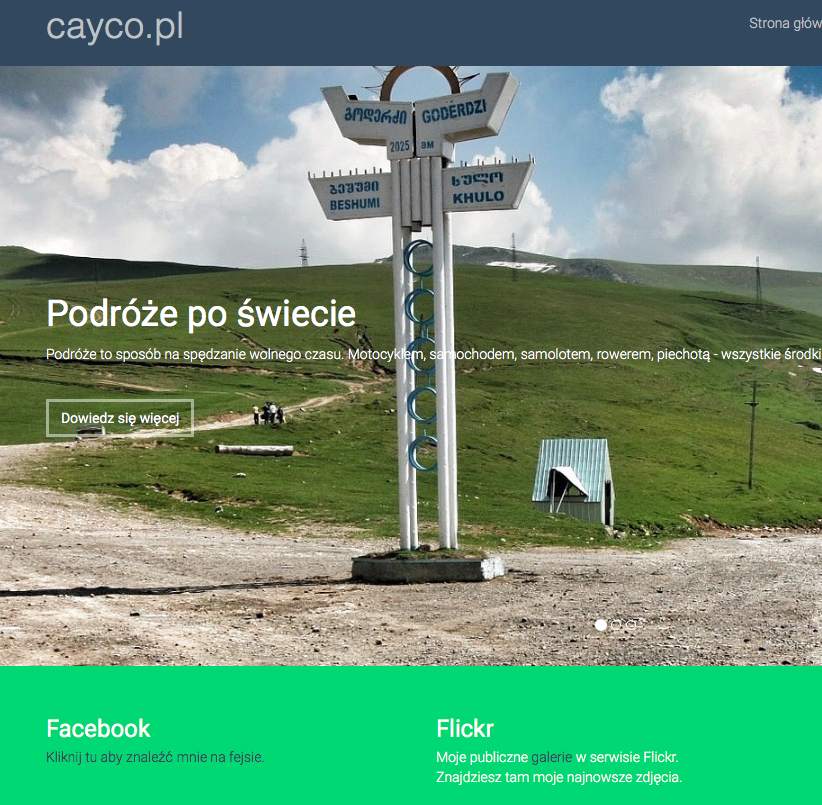 cayco.pl
Strona głów
გოდერძი GODERDZI
2025 მ
ბეშუმი
BESHUMI
ხულო
KHULO
Podróże po świecie
Podróże to sposób na spędzanie wolnego czasu. Motocyklem, samochodem, samolotem, rowerem, piechotą - wszystkie środki
Dowiedz się więcej
Facebook
Kliknij tu aby znaleźć mnie na fejsie.
Flickr
Moje publiczne galerie w serwisie Flickr.
Znajdziesz tam moje najnowsze zdjęcia.